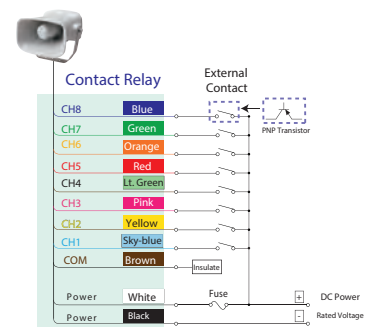 Contact Relay
External
Contact
PNP Transistor
CH8 Blue
CH7 Green
CH6 Orange
CH5 Red
CH4 Lt. Green
CH3 Pink
CH2 Yellow
CH1 Sky-blue
COM Brown
Insulate
Power White Fuse + DC Power
Power Black - Rated Voltage